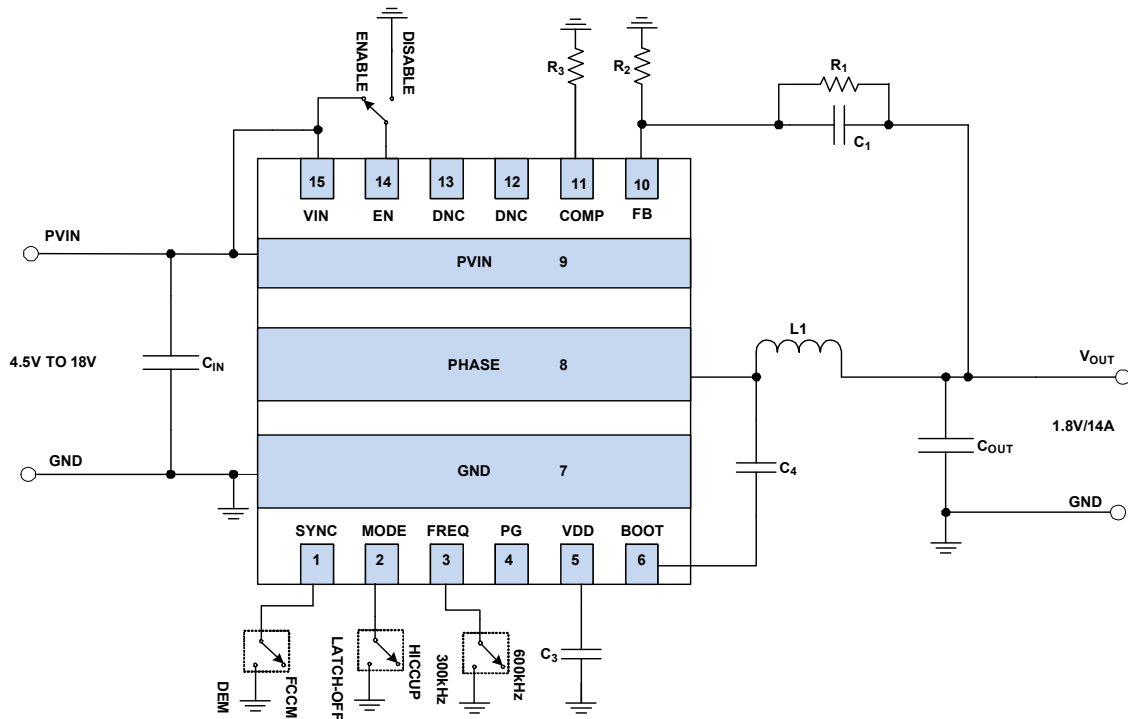 ENABLE
DISABLE
R3
R2
R1
C1
15
14
13
12
11
10
VIN
EN
DNC
DNC
COMP
FB
PVIN
PVIN 9
4.5V TO 18V
CIN
PHASE 8
L1
VOUT
1.8V/14A
COUT
GND
GND 7
C4
GND
SYNC
MODE
FREQ
PG
VDD
BOOT
1
2
3
4
5
6
DEM
FCCM
LATCH-OFF
HICCUP
300kHz
600kHz
C3